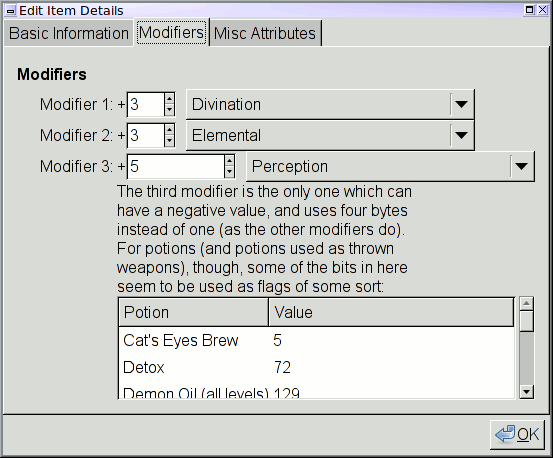 Edit Item Details
Basic Information Modifiers Misc Attributes
Modifiers
Modifier 1: + 3 Divination
Modifier 2: + 3 Elemental
Modifier 3: + 5 Perception
The third modifier is the only one which can
have a negative value, and uses four bytes
instead of one (as the other modifiers do).
For potions (and potions used as thrown
weapons), though, some of the bits in here
seem to be used as flags of some sort:
Potion Value
Cat's Eyes Brew 5
Detox 72
Demon Oil (all levels) 129
OK